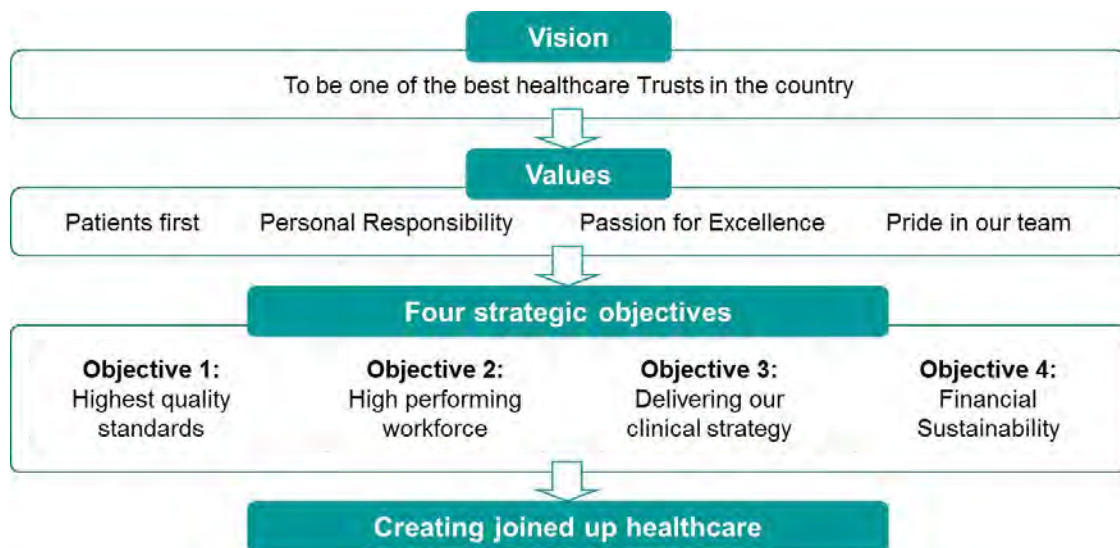 Vision
To be one of the best healthcare Trusts in the country
Values
Patients first
Personal Responsibility
Passion for Excellence
Pride in our team
Four strategic objectives
Objective 1:
Highest quality
standards
Objective 2:
High performing
workforce
Objective 3:
Delivering our
clinical strategy
Objective 4:
Financial
Sustainability
Creating joined up healthcare